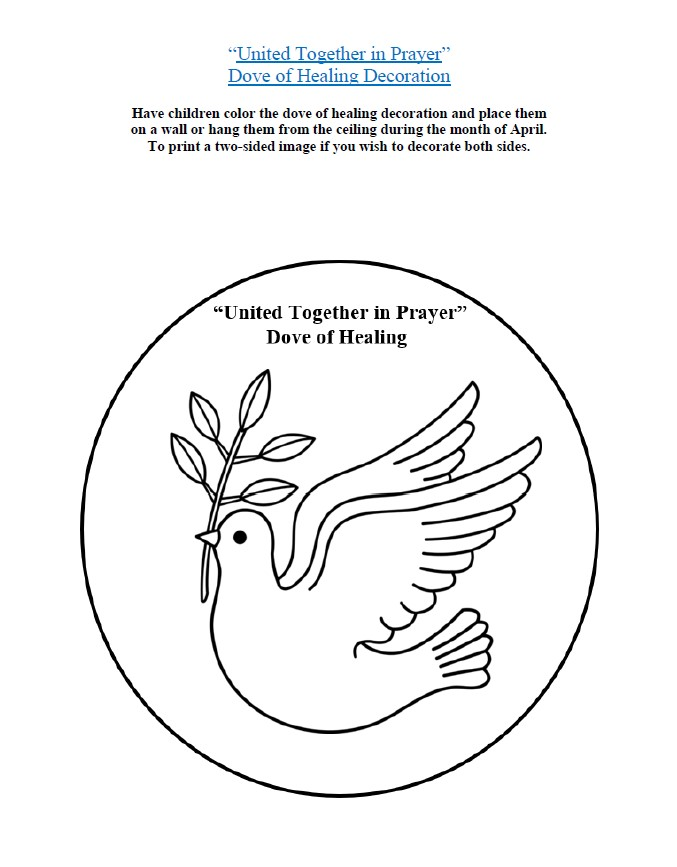 “United Together in Prayer”
Dove of Healing Decoration
Have children color the dove of healing decoration and place them
on a wall or hang them from the ceiling during the month of April.
To print a two-sided image if you wish to decorate both sides.
“United Together in Prayer”
Dove of Healing